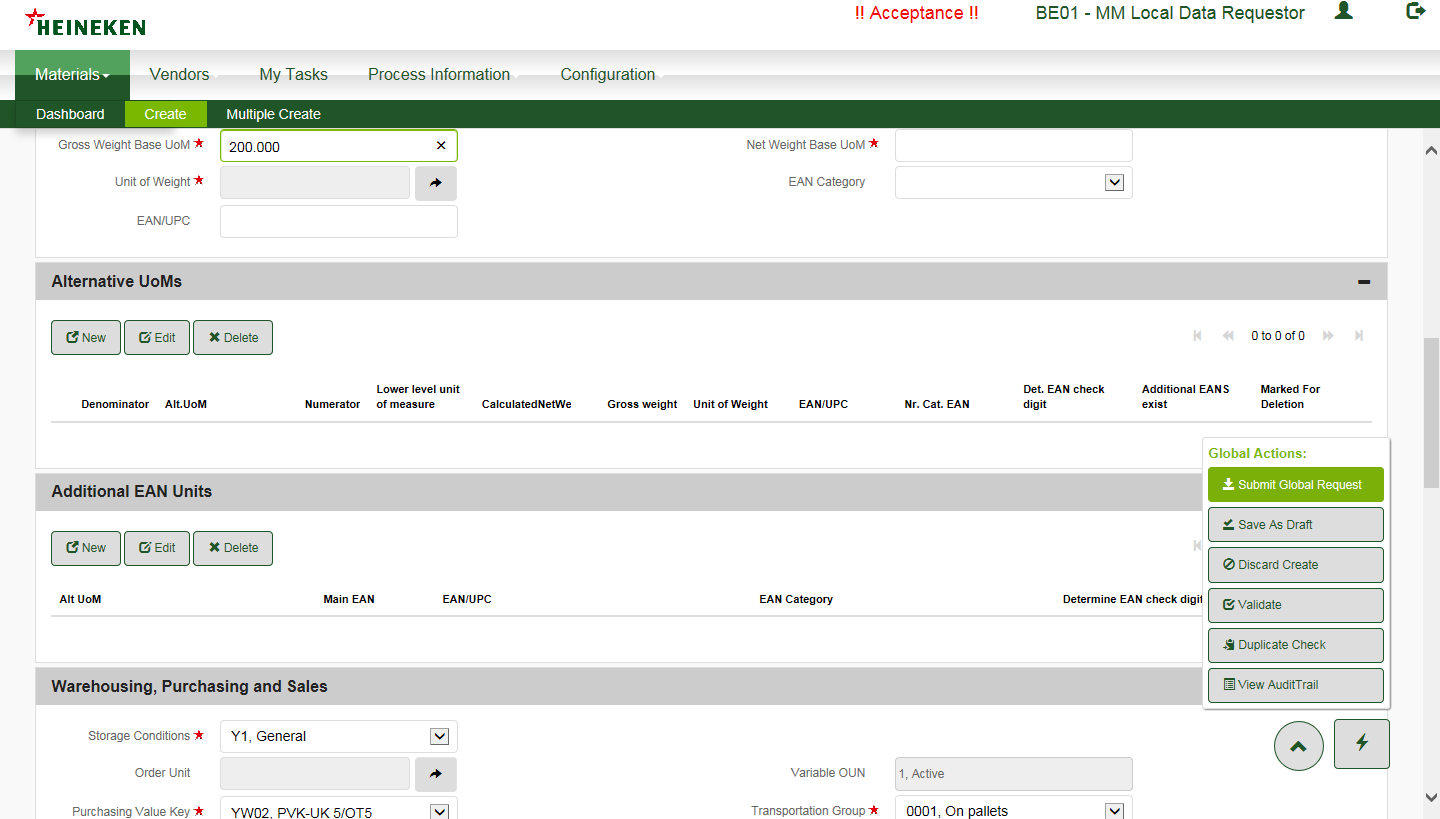 HEINEKEN
!! Acceptance !!
BE01 - MM Local Data Requestor
Materials
Vendors
My Tasks
Process Information
Configuration
Dashboard
Create
Multiple Create
Gross Weight Base UoM ★
200.000 ×
Net Weight Base UoM ★
Unit of Weight ★
EAN Category
EAN/UPC
Alternative UoMs
New
Edit
Delete
0 to 0 of 0
Denominator
Alt.UoM
Numerator
Lower level unit
of measure
CalculatedNetWe
Gross weight
Unit of Weight
EAN/UPC
Nr. Cat. EAN
Det. EAN check
digit
Additional EANS
exist
Marked For
Deletion
Additional EAN Units
New
Edit
Delete
Alt UoM
Main EAN
EAN/UPC
EAN Category
Determine EAN check digit
Global Actions:
Submit Global Request
Save As Draft
Discard Create
Validate
Duplicate Check
View AuditTrail
Warehousing, Purchasing and Sales
Storage Conditions ★
Y1, General
Order Unit
Variable OUN
1, Active
Purchasing Value Key ★
YW02, PVK-UK 5/OT5
Transportation Group ★
0001, On pallets